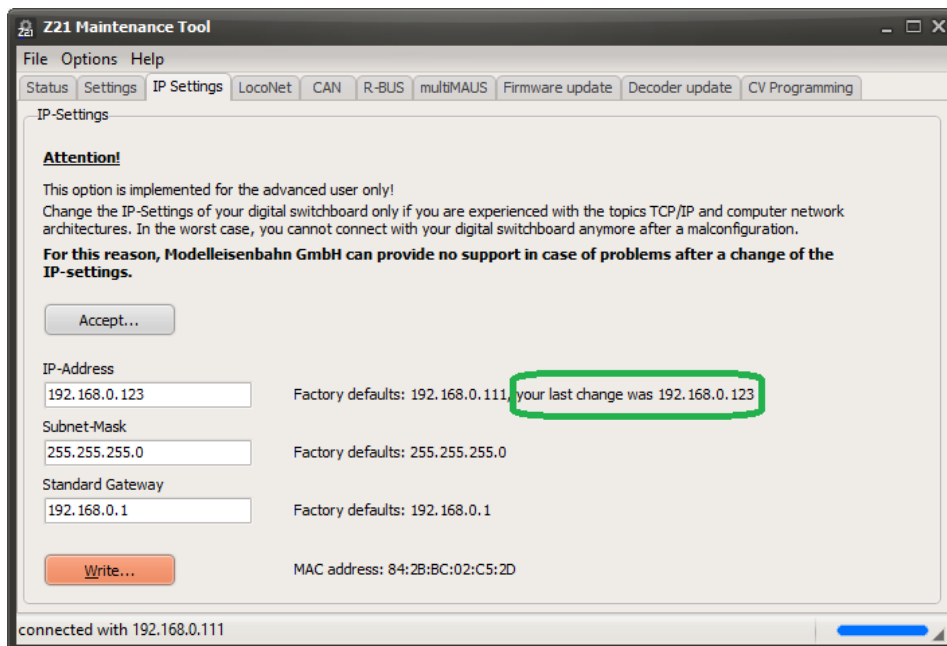 Z21 Maintenance Tool
File Options Help
Status Settings IP Settings LocoNet CAN R-BUS multiMAUS Firmware update Decoder update CV Programming
IP-Settings
Attention!
This option is implemented for the advanced user only!
Change the IP-Settings of your digital switchboard only if you are experienced with the topics TCP/IP and computer network
architectures. In the worst case, you cannot connect with your digital switchboard anymore after a malconfiguration.
For this reason, Modelleisenbahn GmbH can provide no support in case of problems after a change of the
IP-settings.
Accept...
IP-Address
192.168.0.123 Factory defaults: 192.168.0.111, your last change was 192.168.0.123
Subnet-Mask
255.255.255.0 Factory defaults: 255.255.255.0
Standard Gateway
192.168.0.1 Factory defaults: 192.168.0.1
Write... MAC address: 84:2B:BC:02:C5:2D
connected with 192.168.0.111